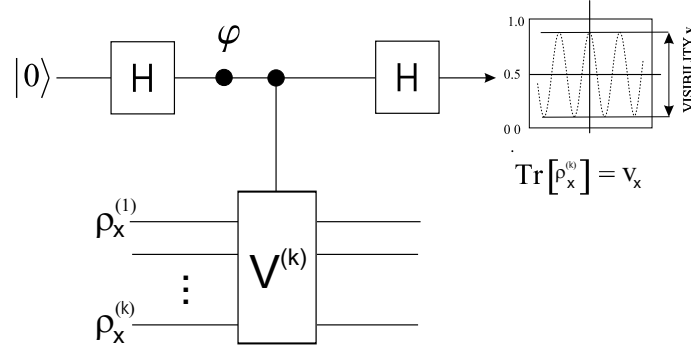 φ
|0⟩ H H
1.0
0.5
0 0
VISIBILITY x
Tr[ρₓ⁽ᵏ⁾] = vₓ
ρₓ⁽¹⁾
V⁽ᵏ⁾
⋮
ρₓ⁽ᵏ⁾